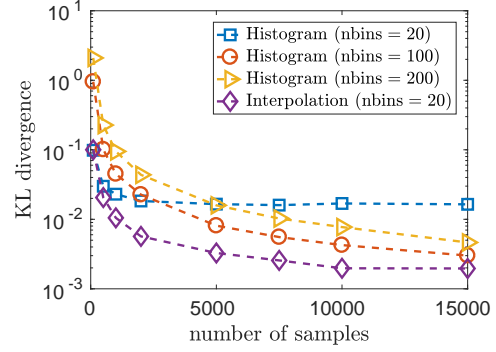 10^1
10^0
10^-1
10^-2
10^-3
KL divergence
Histogram (nbins = 20)
Histogram (nbins = 100)
Histogram (nbins = 200)
Interpolation (nbins = 20)
0
5000
10000
15000
number of samples